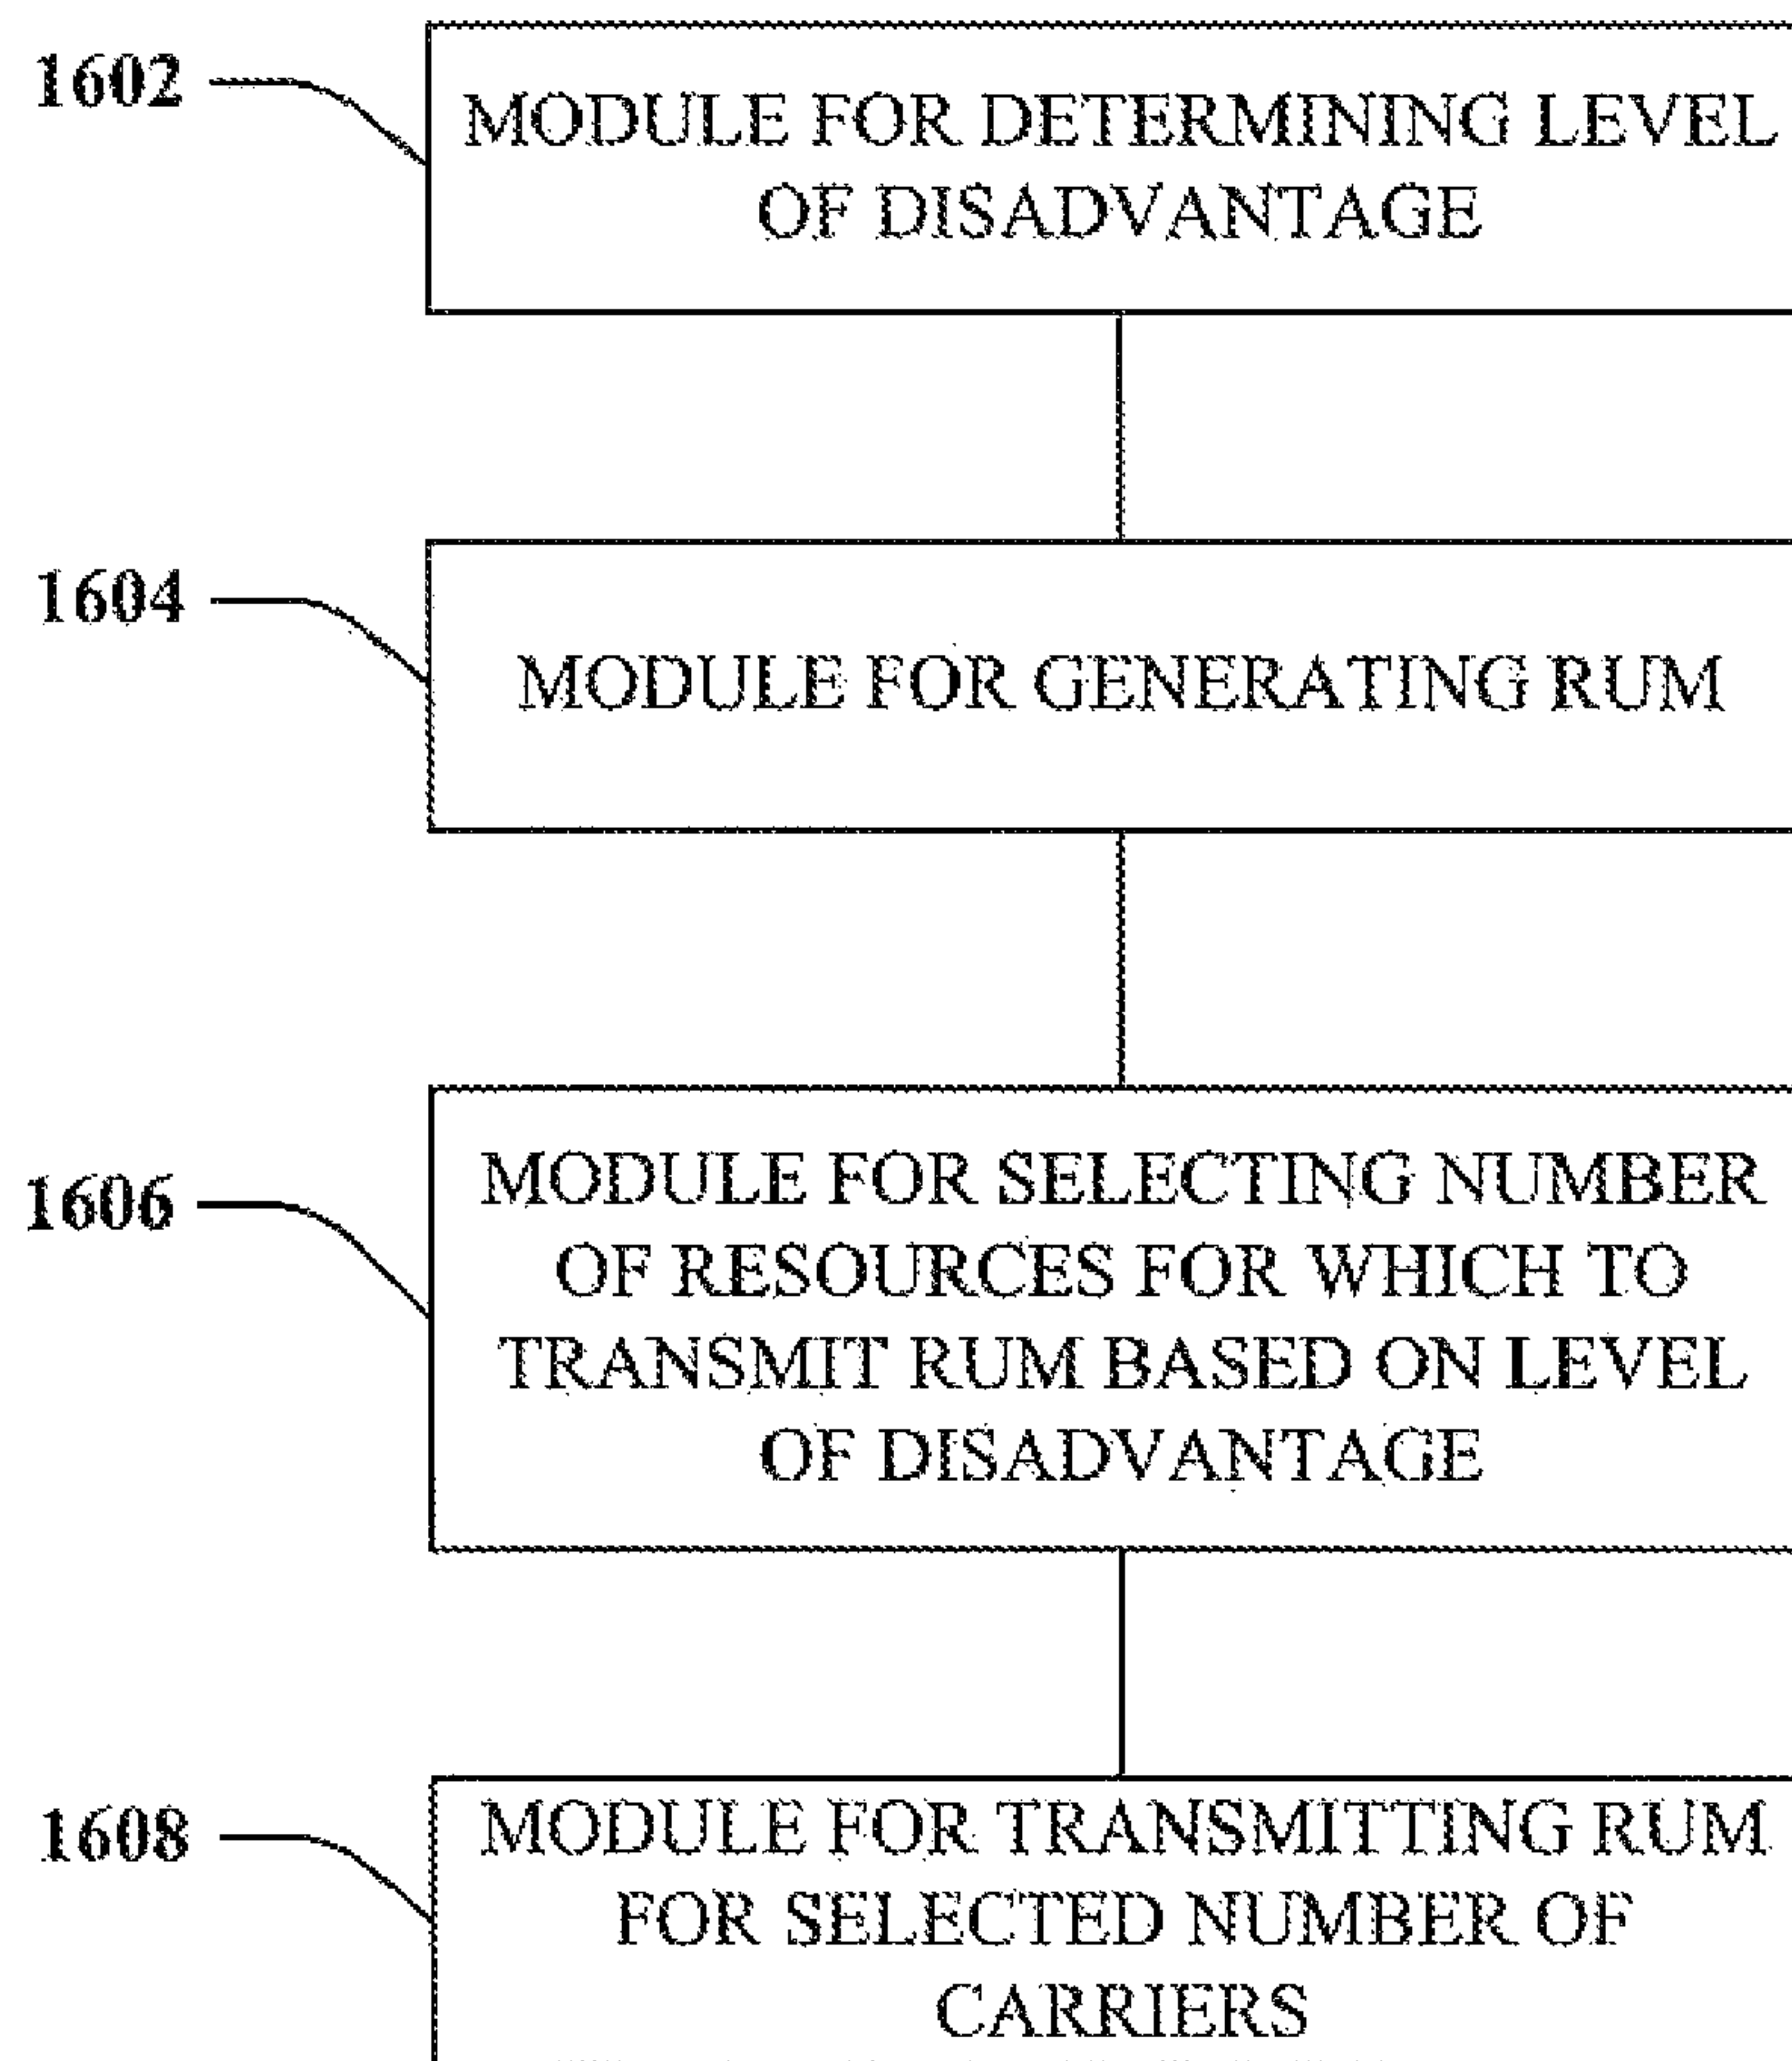 1602
MODULE FOR DETERMINING LEVEL
OF DISADVANTAGE
1604
MODULE FOR GENERATING RUM
1606
MODULE FOR SELECTING NUMBER
OF RESOURCES FOR WHICH TO
TRANSMIT RUM BASED ON LEVEL
OF DISADVANTAGE
1608
MODULE FOR TRANSMITTING RUM
FOR SELECTED NUMBER OF
CARRIERS